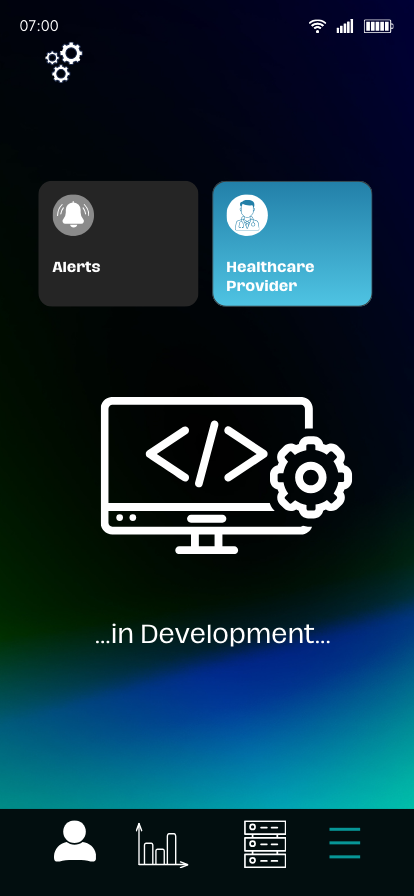 07:00
Alerts
Healthcare
Provider
...in Development...